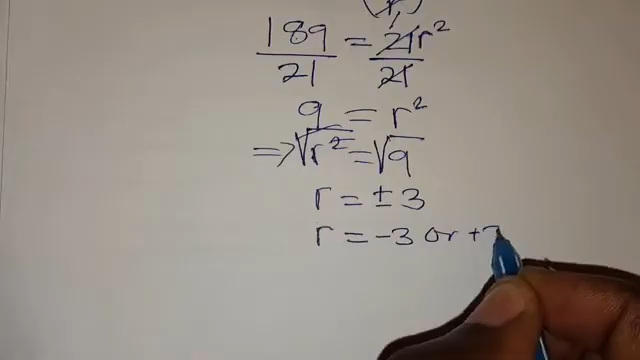 189/21 = 21r²/21
9 = r²
⇒ √r² = √9
r = ±3
r = -3 or +